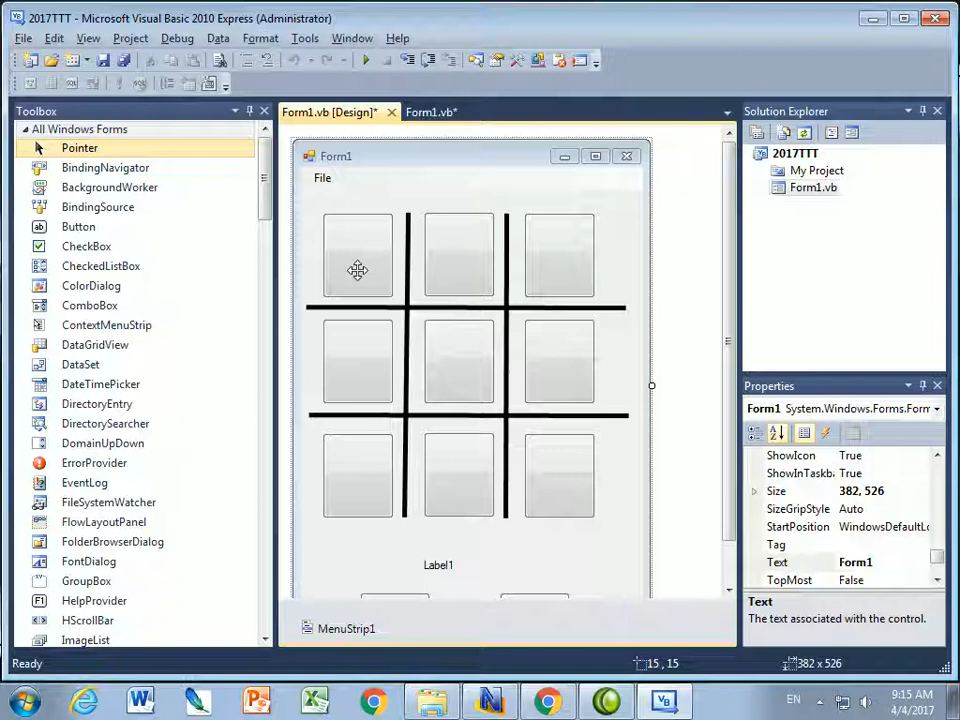 2017TTT - Microsoft Visual Basic 2010 Express (Administrator)
File Edit View Project Debug Data Format Tools Window Help
Toolbox
All Windows Forms
Pointer
BindingNavigator
BackgroundWorker
BindingSource
Button
CheckBox
CheckedListBox
ColorDialog
ComboBox
ContextMenuStrip
DataGridView
DataSet
DateTimePicker
DirectoryEntry
DirectorySearcher
DomainUpDown
ErrorProvider
EventLog
FileSystemWatcher
FlowLayoutPanel
FolderBrowserDialog
FontDialog
GroupBox
HelpProvider
HScrollBar
ImageList
Form1.vb [Design]* Form1.vb*
Form1
File
Label1
MenuStrip1
Solution Explorer
2017TTT
My Project
Form1.vb
Properties
Form1 System.Windows.Forms.Form
ShowIcon True
ShowInTaskba True
Size 382, 526
SizeGripStyle Auto
StartPosition WindowsDefaultLo
Tag
Text Form1
TopMost False
Text
The text associated with the control.
Ready 15 , 15 382 x 526
EN
9:15 AM
4/4/2017